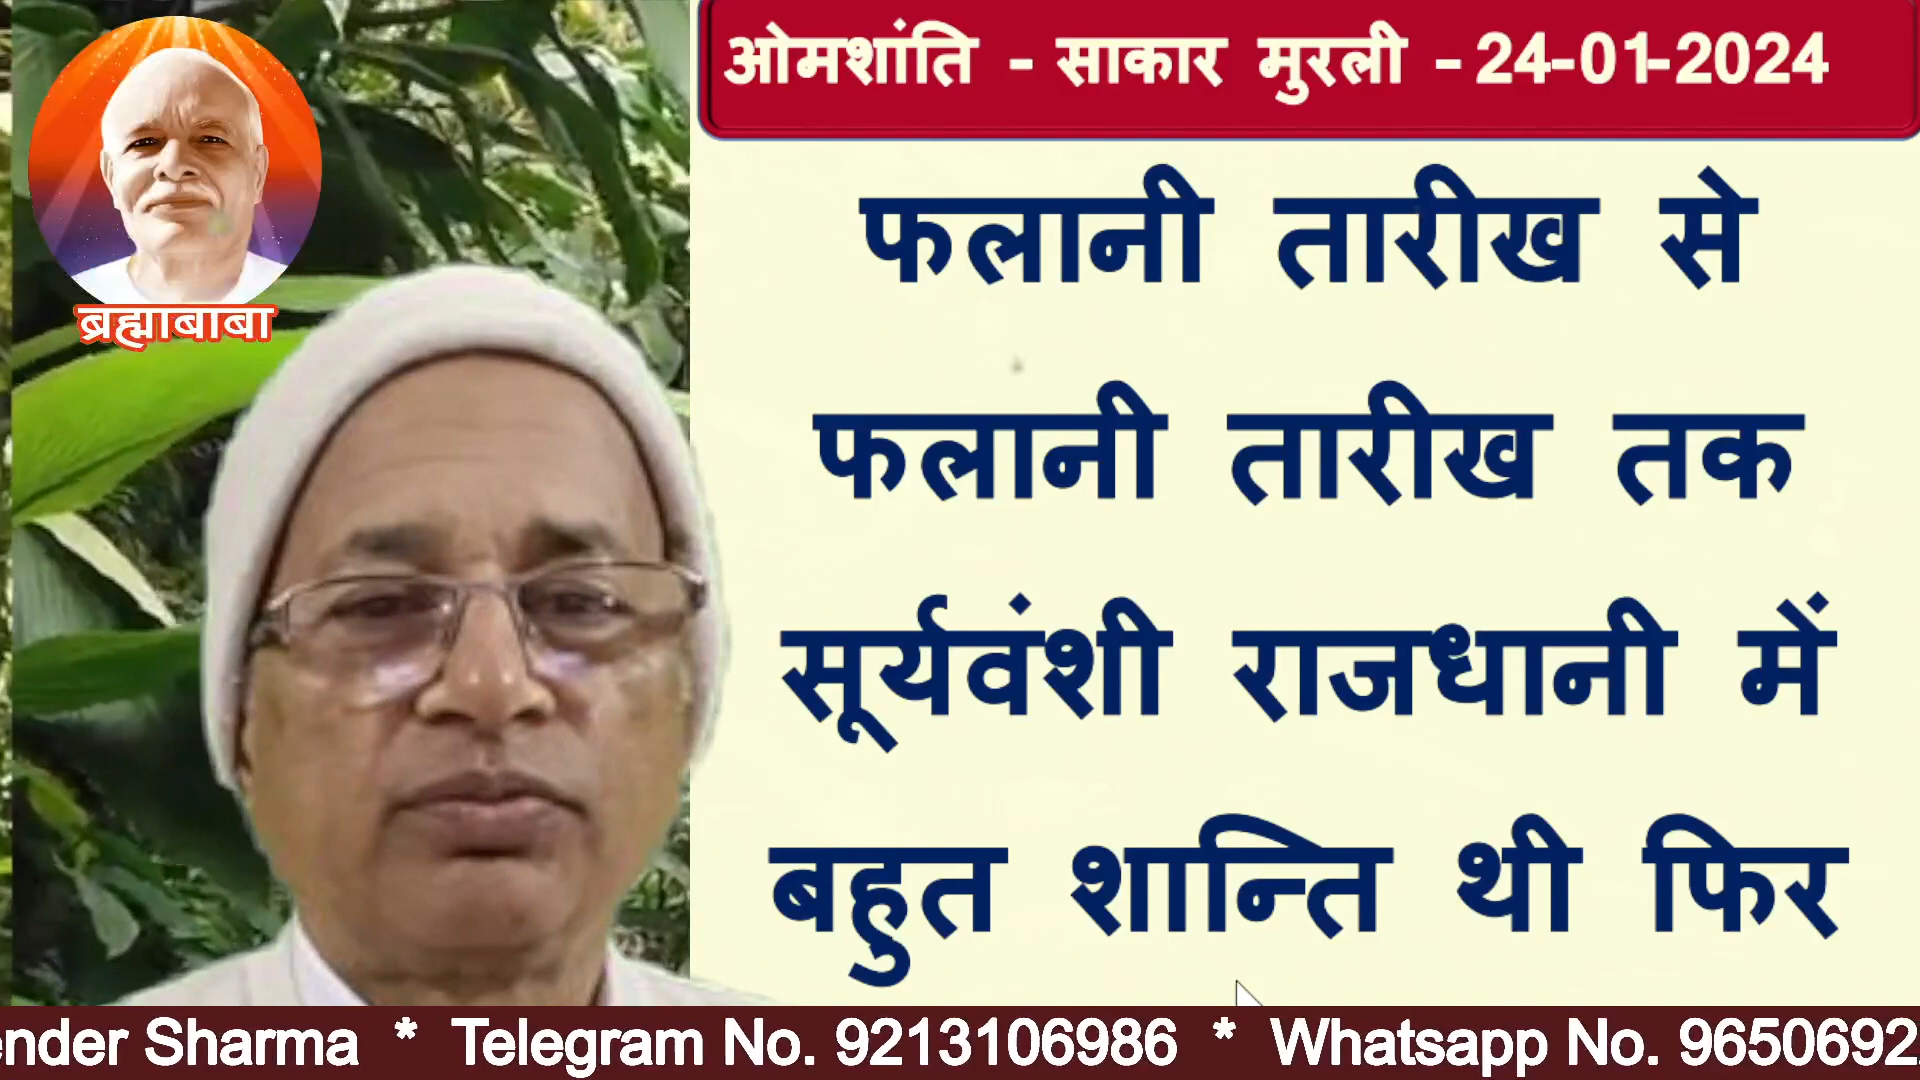 ओमशांति - साकार मुरली - 24-01-2024
ब्रह्माबाबा
फलानी तारीख से
फलानी तारीख तक
सूर्यवंशी राजधानी में
बहुत शान्ति थी फिर
ender Sharma * Telegram No. 9213106986 * Whatsapp No. 9650692